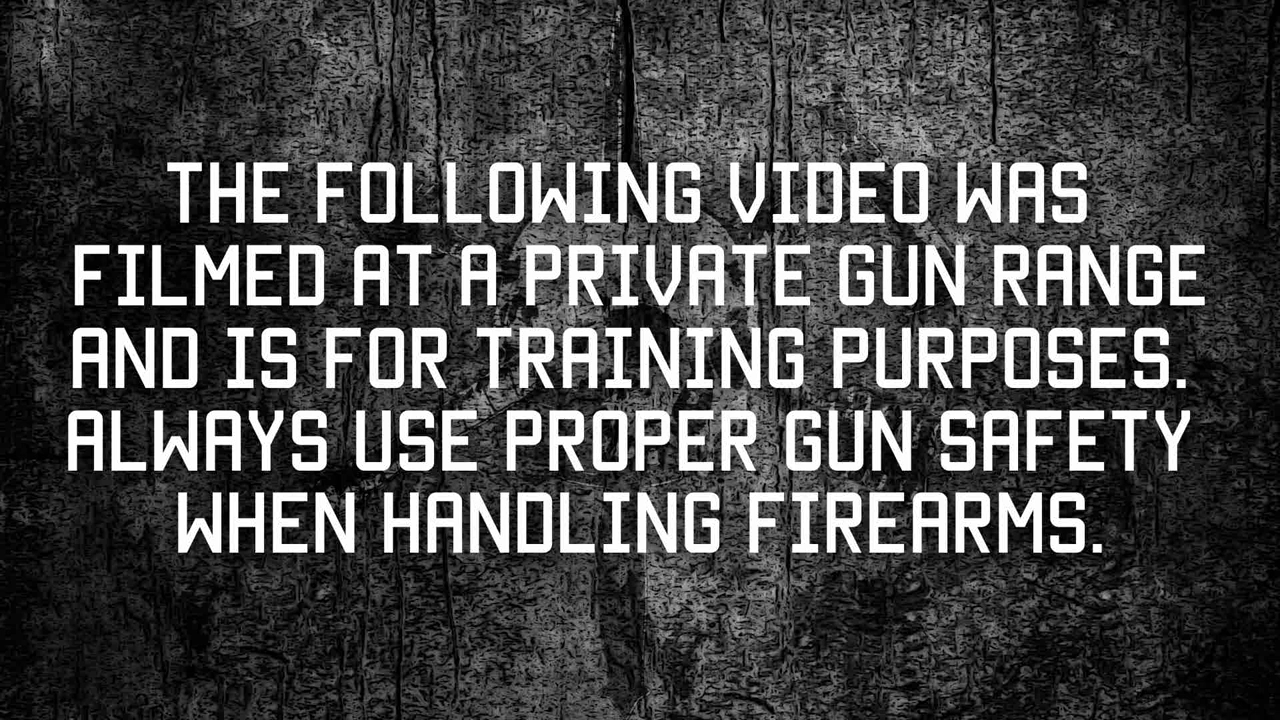 THE FOLLOWING VIDEO WAS
FILMED AT A PRIVATE GUN RANGE
AND IS FOR TRAINING PURPOSES.
ALWAYS USE PROPER GUN SAFETY
WHEN HANDLING FIREARMS.